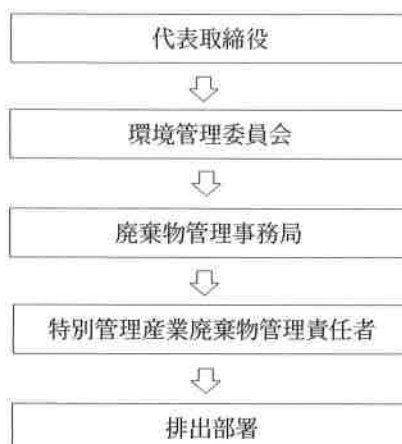 代表取締役
環境管理委員会
廃棄物管理事務局
特別管理産業廃棄物管理責任者
排出部署